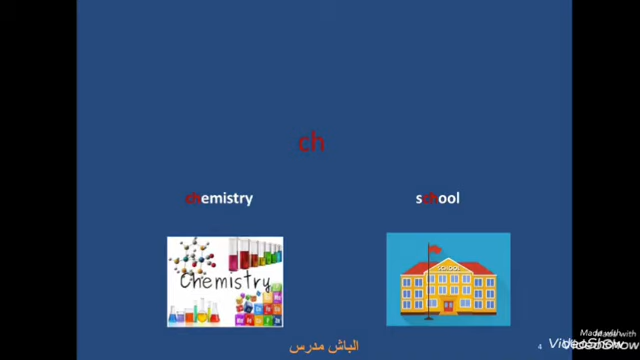 ch
chemistry school
Chemistry SCHOOL
الباش مدرس
4
Made with
VideoShow